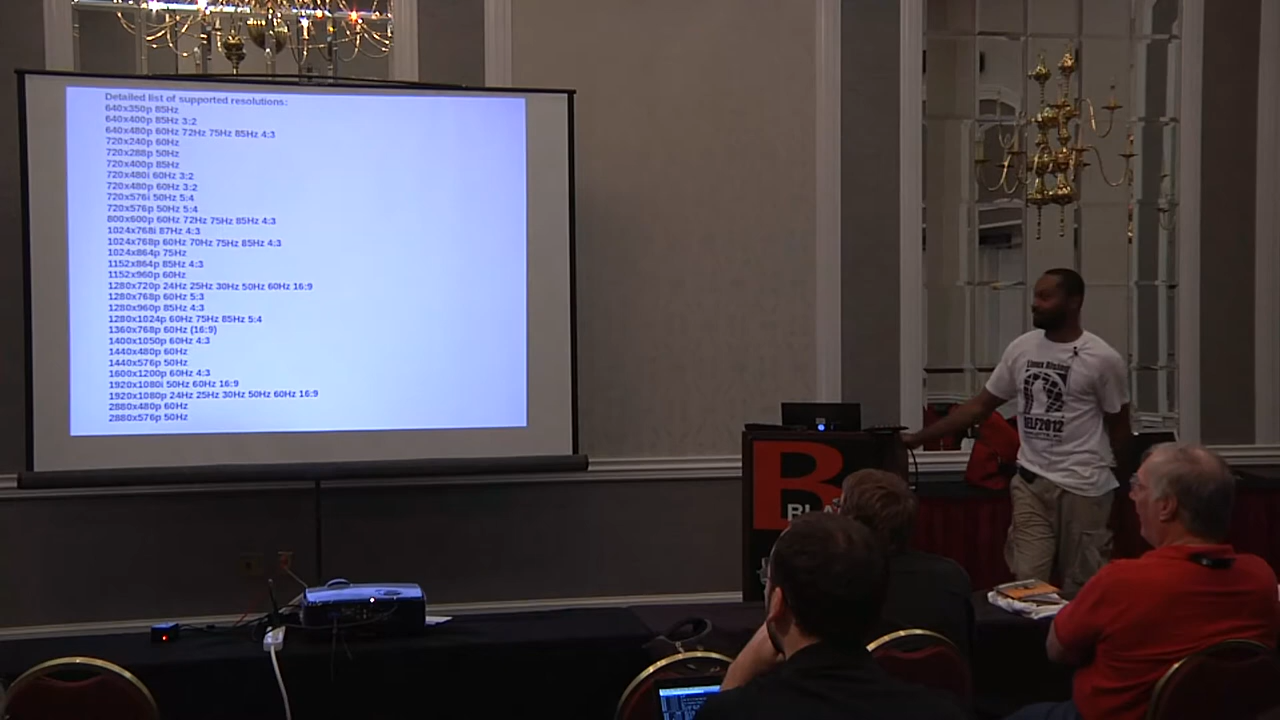 Detailed list of supported resolutions:
640x350p 85Hz
640x400p 85Hz 3:2
640x480p 60Hz 72Hz 75Hz 85Hz 4:3
720x240p 60Hz
720x288p 50Hz
720x400p 85Hz
720x480i 60Hz 3:2
720x480p 60Hz 3:2
720x576i 50Hz 5:4
720x576p 50Hz 5:4
800x600p 60Hz 72Hz 75Hz 85Hz 4:3
1024x768i 87Hz 4:3
1024x768p 60Hz 70Hz 75Hz 85Hz 4:3
1024x864p 75Hz
1152x864p 85Hz 4:3
1152x960p 60Hz
1280x720p 24Hz 25Hz 30Hz 50Hz 60Hz 16:9
1280x768p 60Hz 5:3
1280x960p 85Hz 4:3
1280x1024p 60Hz 75Hz 85Hz 5:4
1360x768p 60Hz (16:9)
1400x1050p 60Hz 4:3
1440x480p 60Hz
1440x576p 50Hz
1600x1200p 60Hz 4:3
1920x1080i 50Hz 60Hz 16:9
1920x1080p 24Hz 25Hz 30Hz 50Hz 60Hz 16:9
2880x480p 60Hz
2880x576p 50Hz
Linux
SELF2012
B
BLA